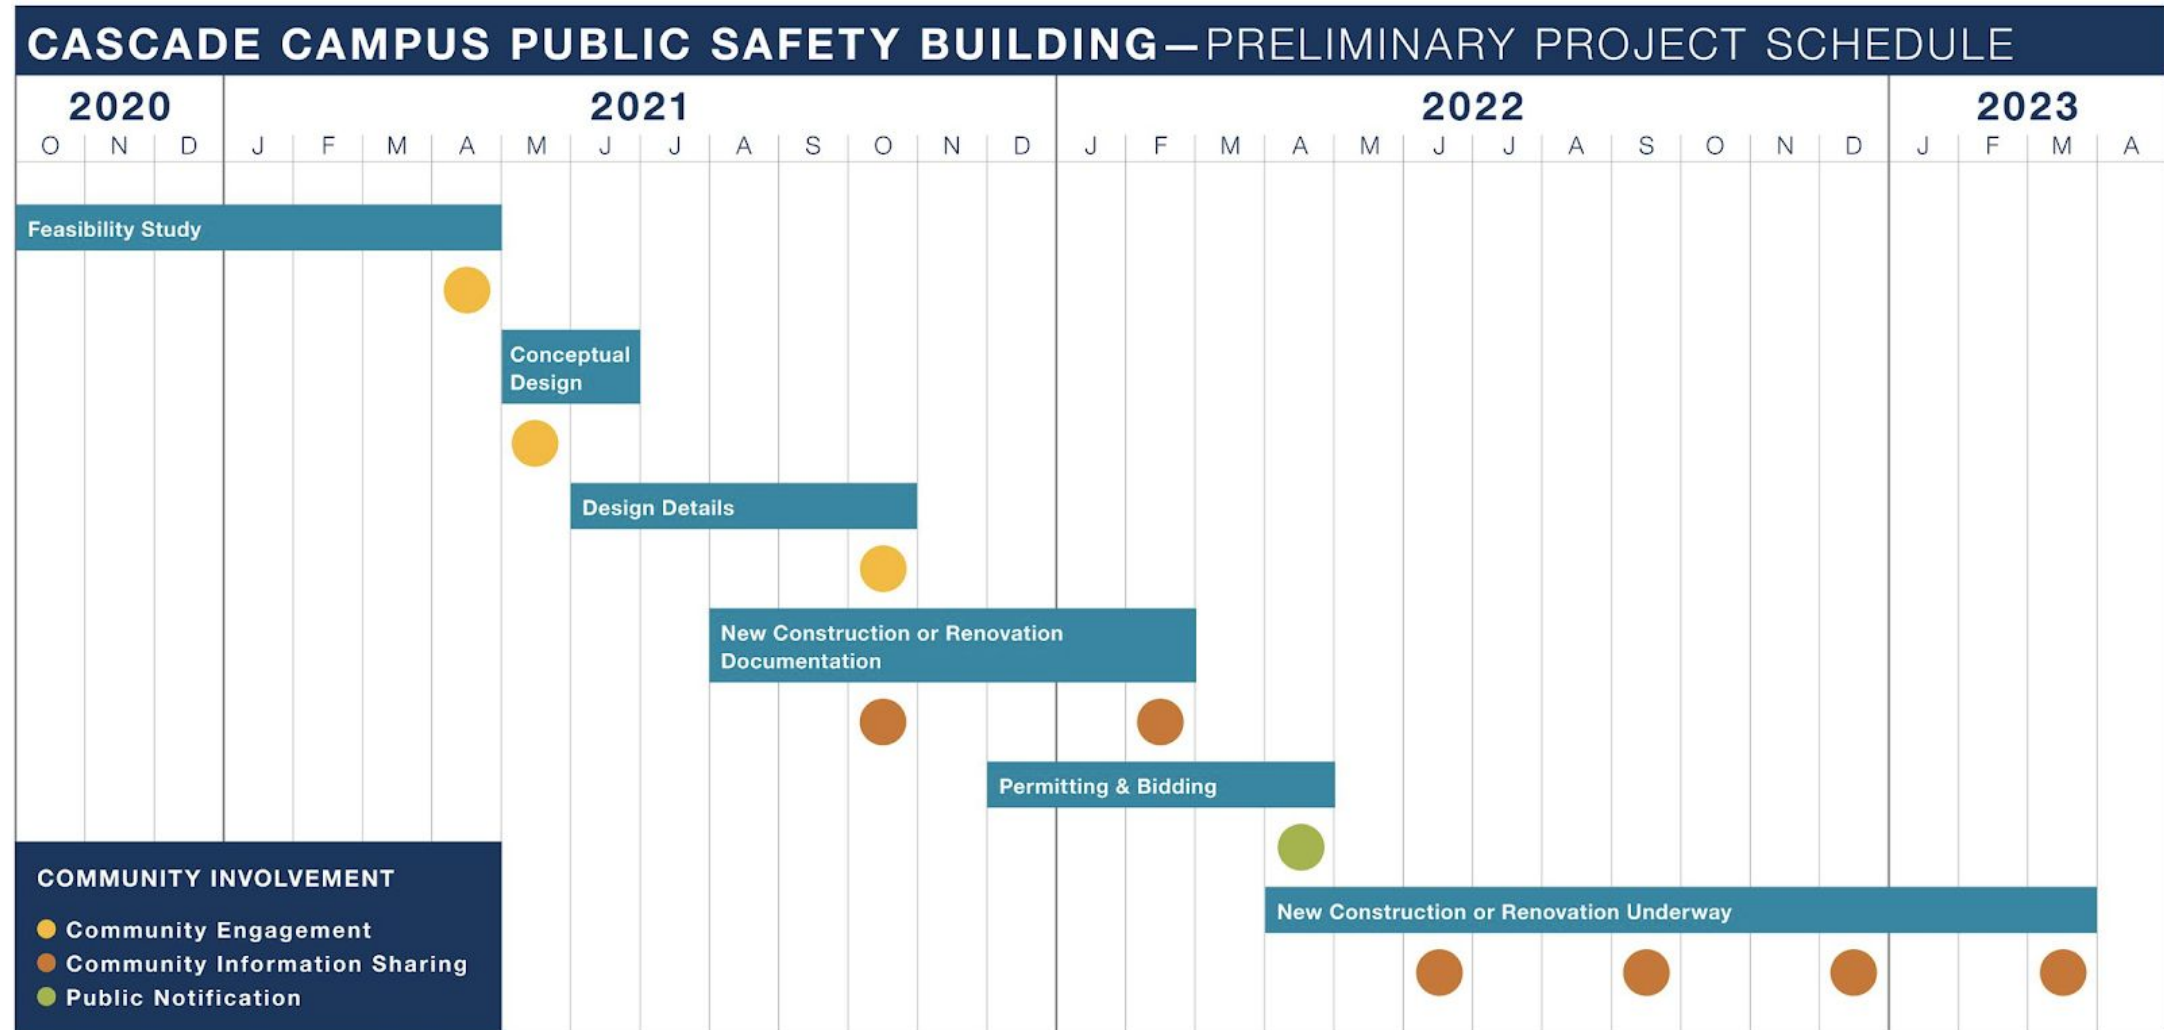 CASCADE CAMPUS PUBLIC SAFETY BUILDING—PRELIMINARY PROJECT SCHEDULE
2020 2021 2022 2023
O N D J F M A M J J A S O N D J F M A M J J A S O N D J F M A
Feasibility Study
Conceptual
Design
Design Details
New Construction or Renovation
Documentation
Permitting & Bidding
New Construction or Renovation Underway
COMMUNITY INVOLVEMENT
Community Engagement
Community Information Sharing
Public Notification